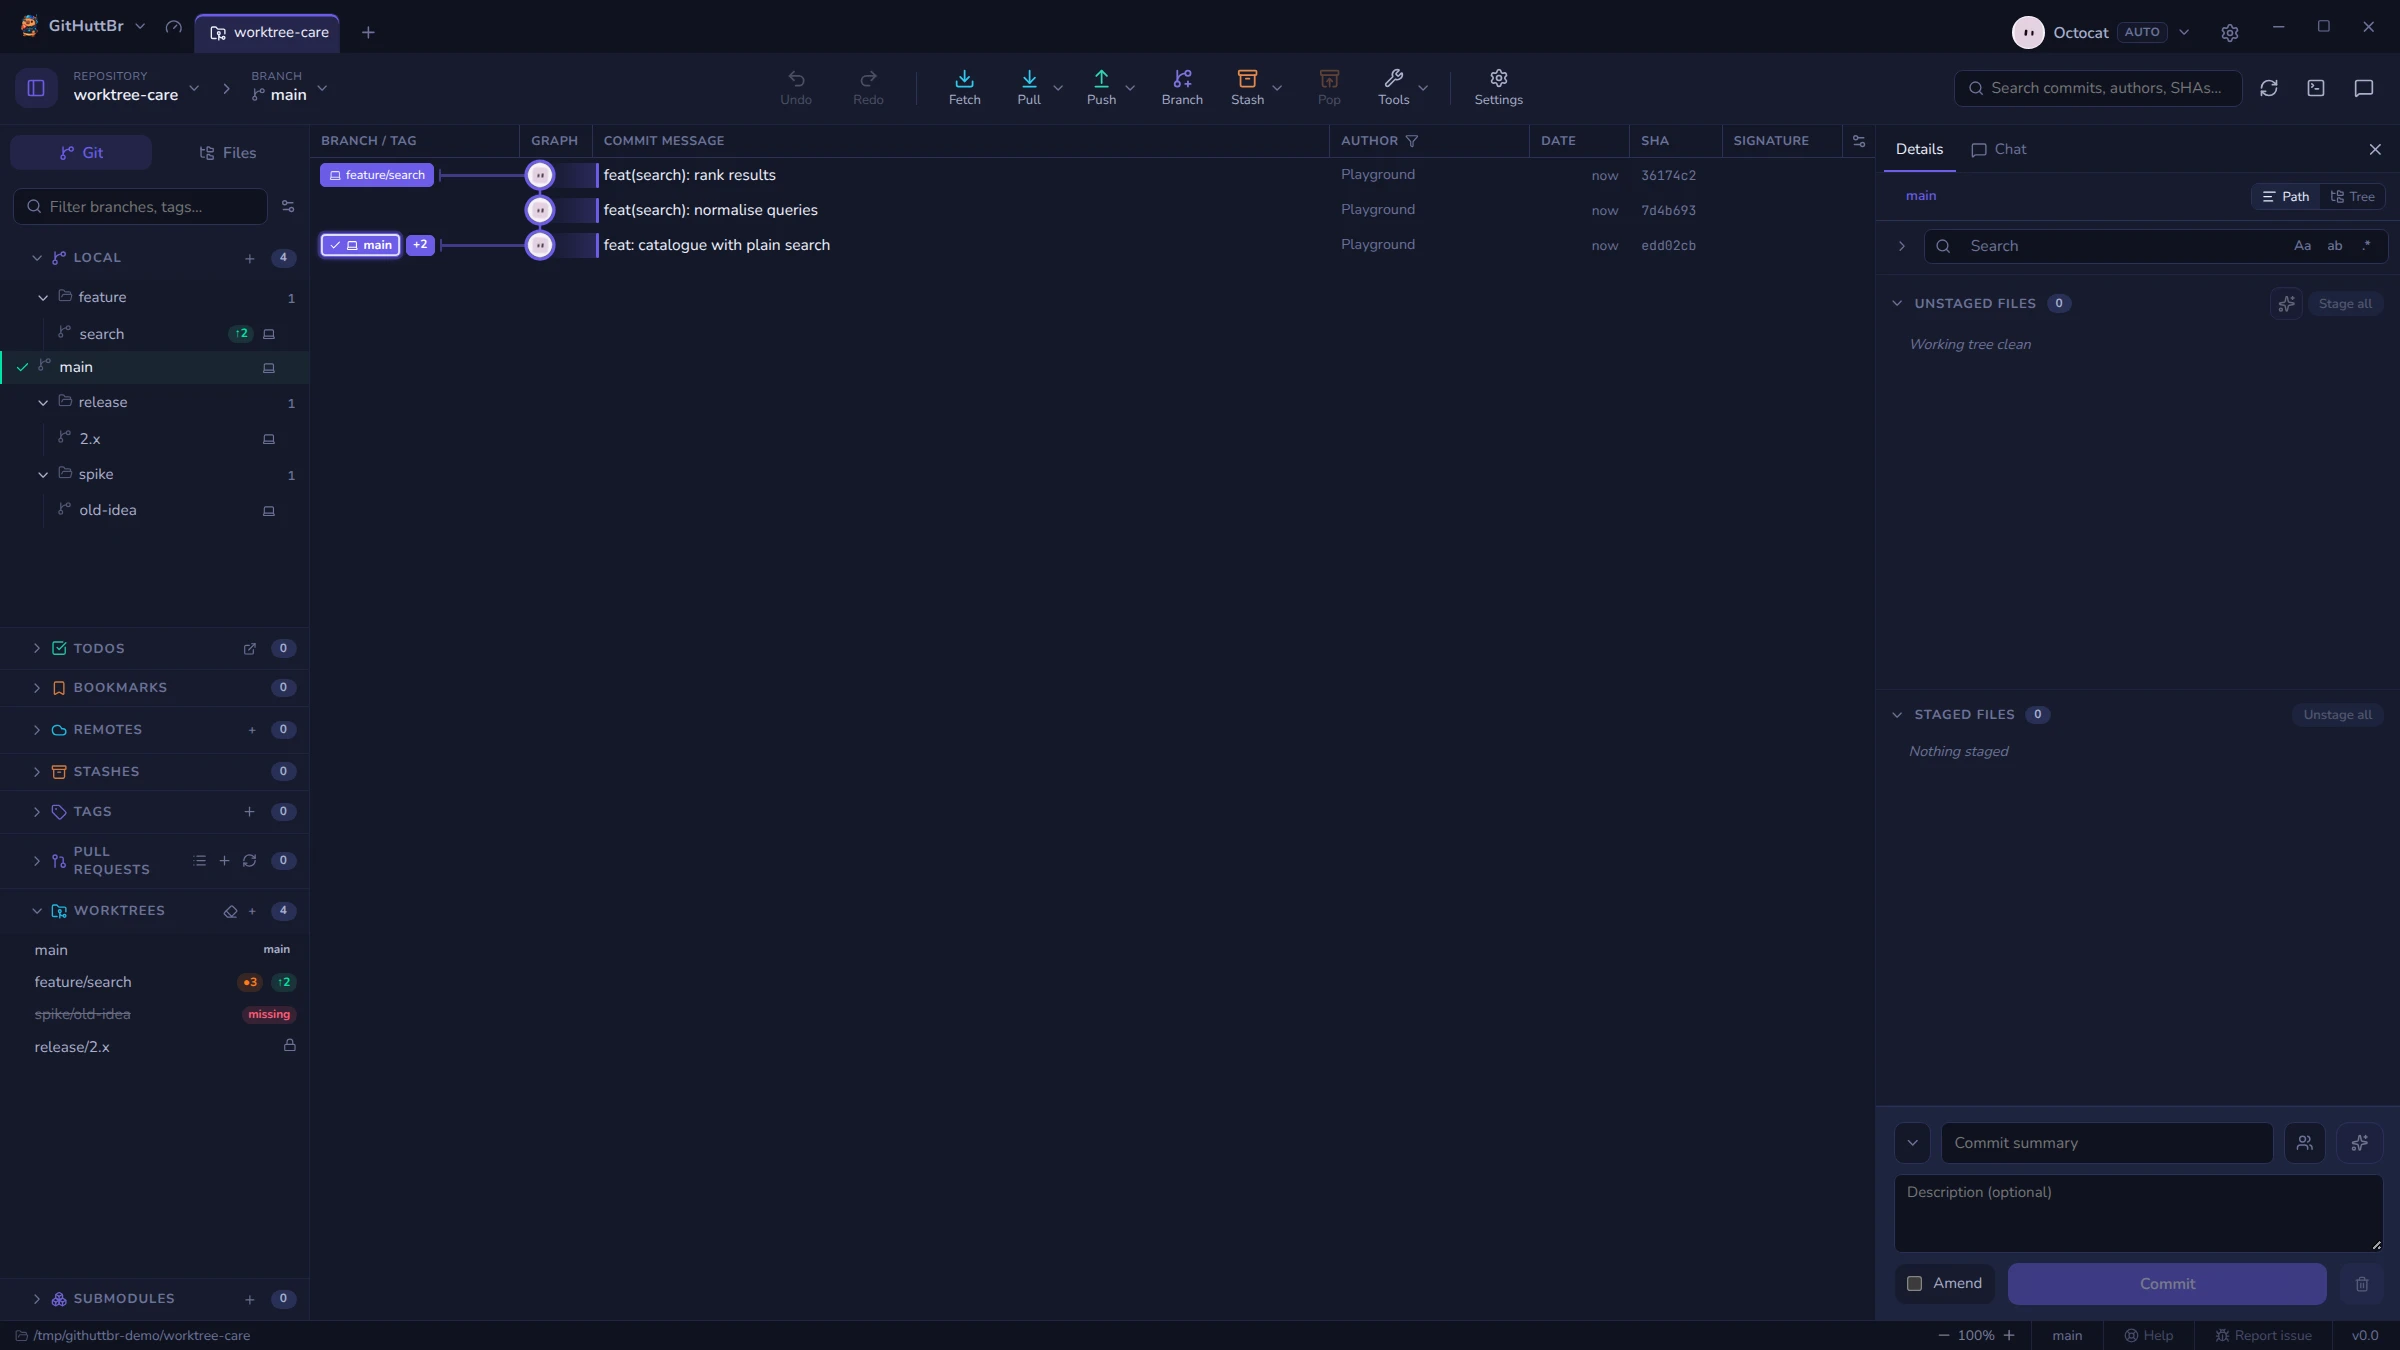 GitHuttBr
worktree-care
Octocat
AUTO
REPOSITORY
worktree-care
BRANCH
main
Undo
Redo
Fetch
Pull
Push
Branch
Stash
Pop
Tools
Settings
Search commits, authors, SHAs...
Git
Files
Filter branches, tags...
LOCAL
4
feature
1
search
↑2
main
release
1
2.x
spike
1
old-idea
TODOS
0
BOOKMARKS
0
REMOTES
0
STASHES
0
TAGS
0
PULL
REQUESTS
0
WORKTREES
4
main
main
feature/search
●3
↑2
spike/old-idea
missing
release/2.x
SUBMODULES
0
BRANCH / TAG
GRAPH
COMMIT MESSAGE
AUTHOR
DATE
SHA
SIGNATURE
feature/search
feat(search): rank results
Playground
now
36174c2
feat(search): normalise queries
Playground
now
7d4b693
main
+2
feat: catalogue with plain search
Playground
now
edd02cb
Details
Chat
main
Path
Tree
Search
Aa
ab
.*
UNSTAGED FILES
0
Stage all
Working tree clean
STAGED FILES
0
Unstage all
Nothing staged
Commit summary
Description (optional)
Amend
Commit
/tmp/githuttbr-demo/worktree-care
100%
main
Help
Report issue
v0.0